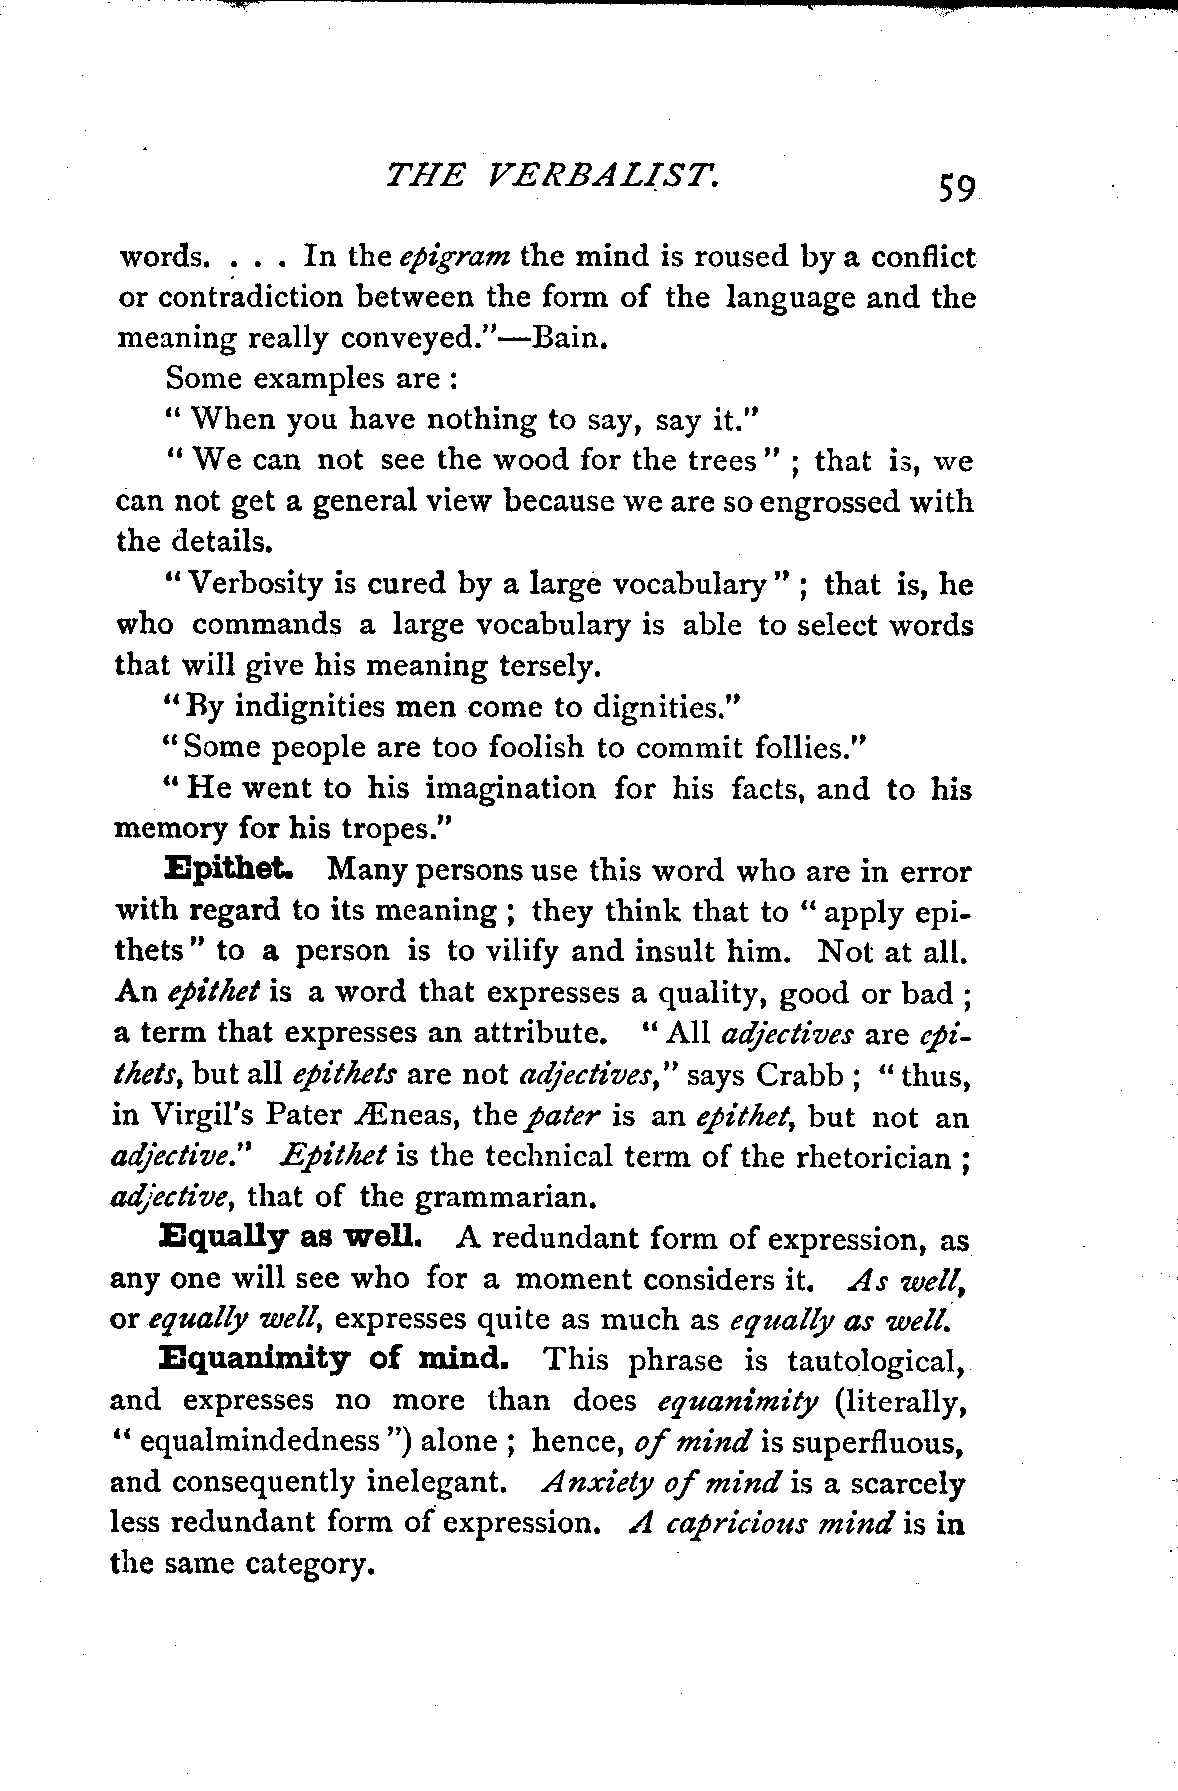 THE VERBALIST. 59
words. . . . In the epigram the mind is roused by a conflict
or contradiction between the form of the language and the
meaning really conveyed."—Bain.
Some examples are :
" When you have nothing to say, say it."
" We can not see the wood for the trees " ; that is, we
can not get a general view because we are so engrossed with
the details.
" Verbosity is cured by a large vocabulary " ; that is, he
who commands a large vocabulary is able to select words
that will give his meaning tersely.
"By indignities men come to dignities."
"Some people are too foolish to commit follies."
" He went to his imagination for his facts, and to his
memory for his tropes."
Epithet. Many persons use this word who are in error
with regard to its meaning ; they think that to " apply epi-
thets " to a person is to vilify and insult him. Not at all.
An epithet is a word that expresses a quality, good or bad ;
a term that expresses an attribute. " All adjectives are epi-
thets, but all epithets are not adjectives," says Crabb ; " thus,
in Virgil's Pater Æneas, the pater is an epithet, but not an
adjective." Epithet is the technical term of the rhetorician ;
adjective, that of the grammarian.
Equally as well. A redundant form of expression, as
any one will see who for a moment considers it. As well,
or equally well, expresses quite as much as equally as well.
Equanimity of mind. This phrase is tautological,
and expresses no more than does equanimity (literally,
" equalmindedness ") alone ; hence, of mind is superfluous,
and consequently inelegant. Anxiety of mind is a scarcely
less redundant form of expression. A capricious mind is in
the same category.